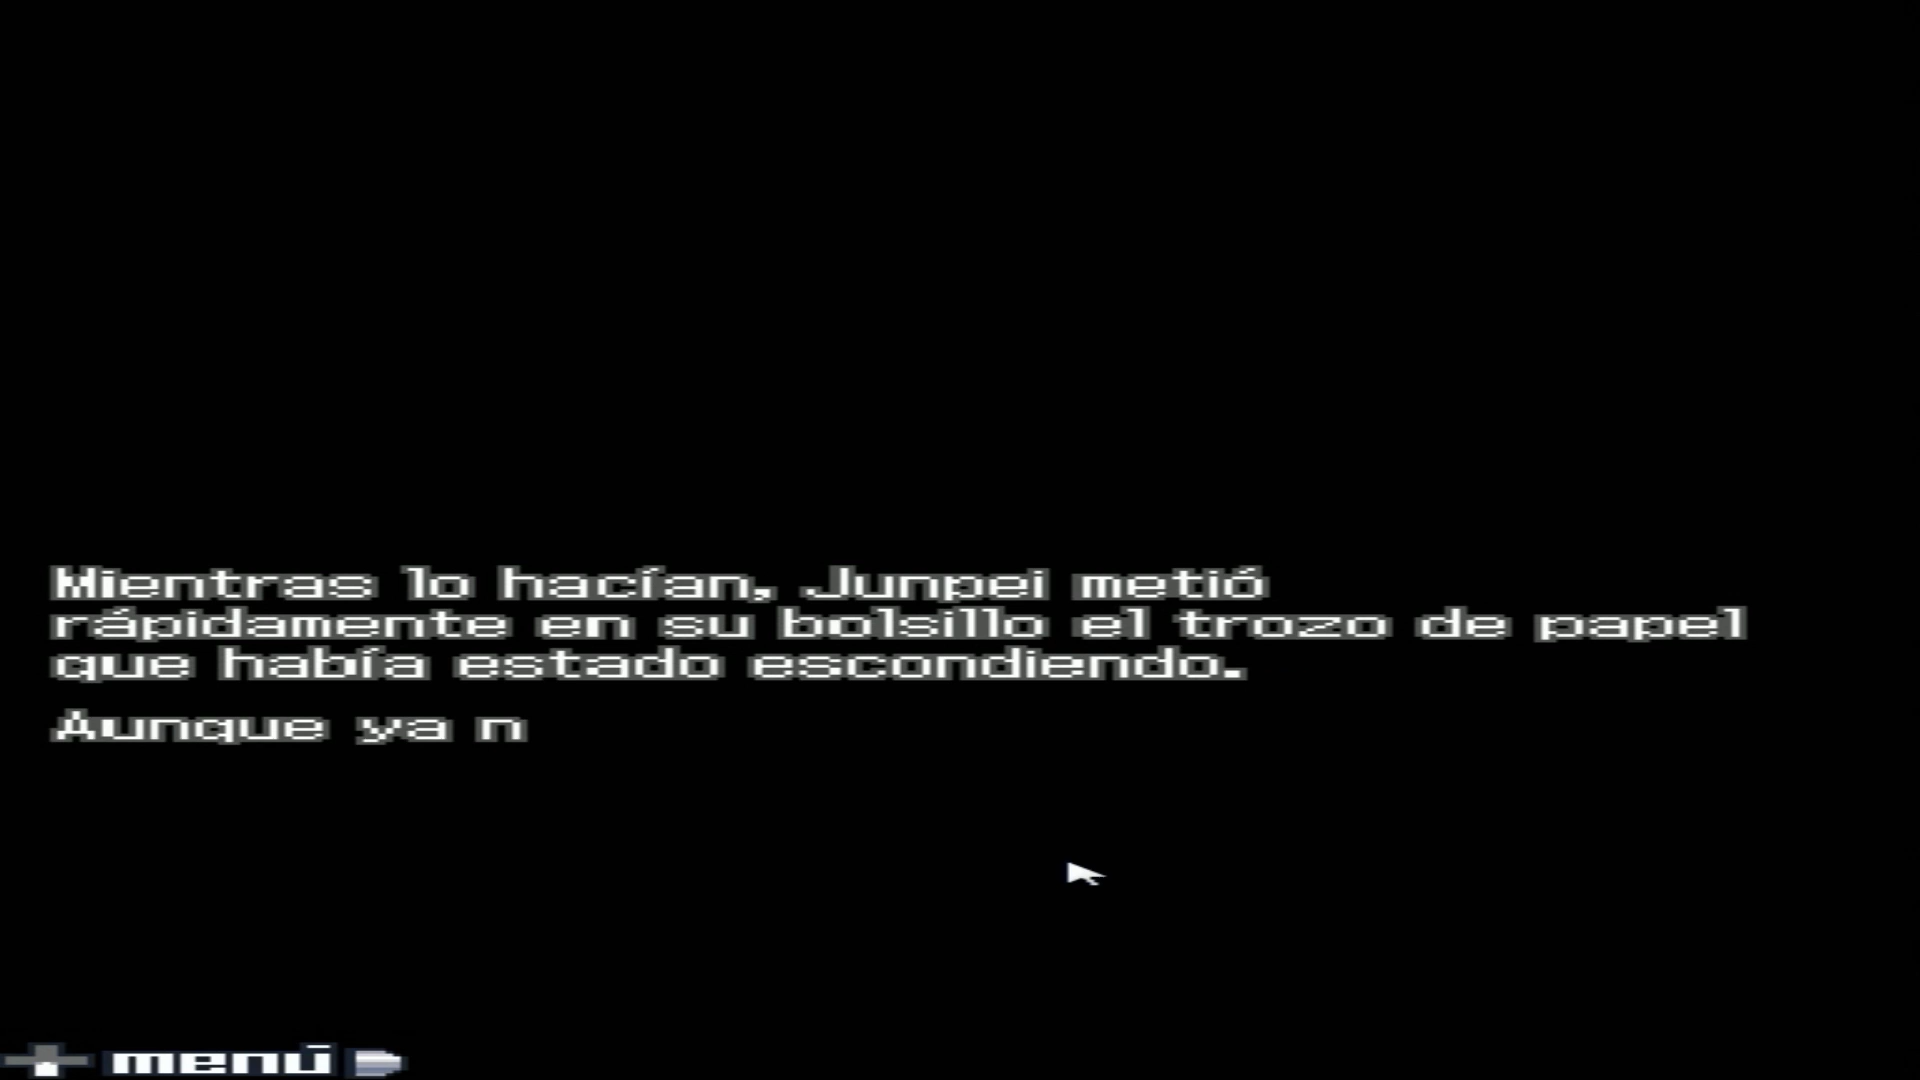 Mientras lo hacían, Junpei metió
rápidamente en su bolsillo el trozo de papel
que había estado escondiendo.
Aunque ya n
menú